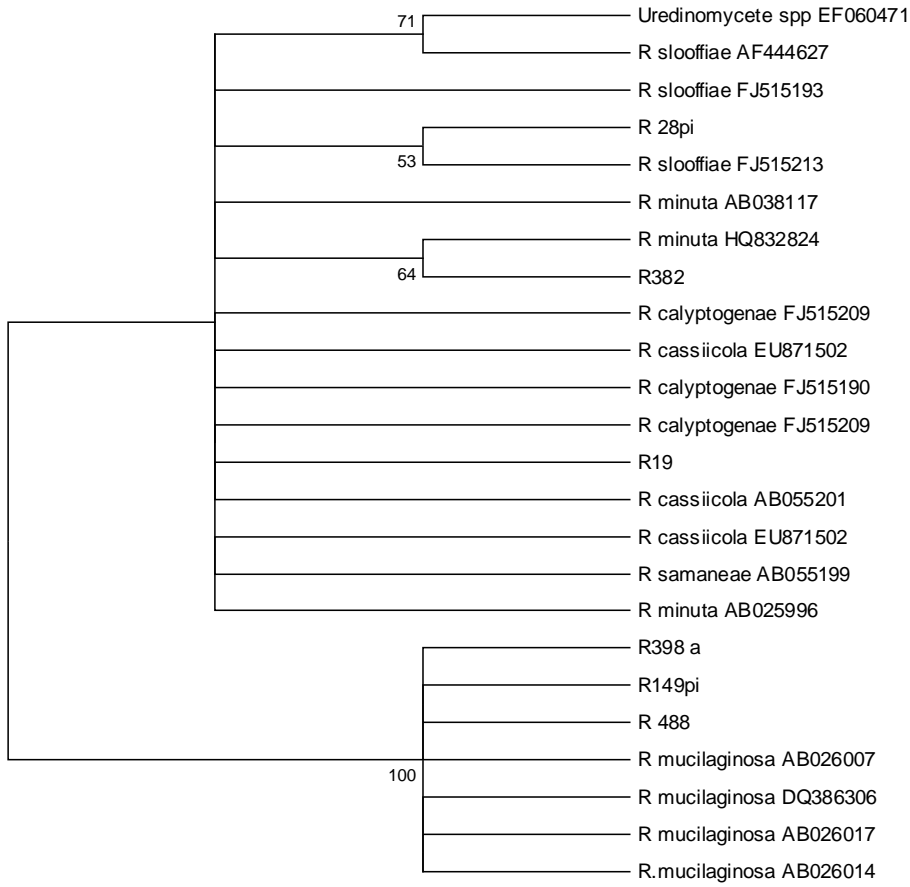 71
Uredinomycete spp EF060471
R slooffiae AF444627
R slooffiae FJ515193
R 28pi
53
R slooffiae FJ515213
R minuta AB038117
R minuta HQ832824
64
R382
R calyptogenae FJ515209
R cassiicola EU871502
R calyptogenae FJ515190
R calyptogenae FJ515209
R19
R cassiicola AB055201
R cassiicola EU871502
R samaneae AB055199
R minuta AB025996
R398 a
R149pi
R 488
R mucilaginosa AB026007
100
R mucilaginosa DQ386306
R mucilaginosa AB026017
R.mucilaginosa AB026014